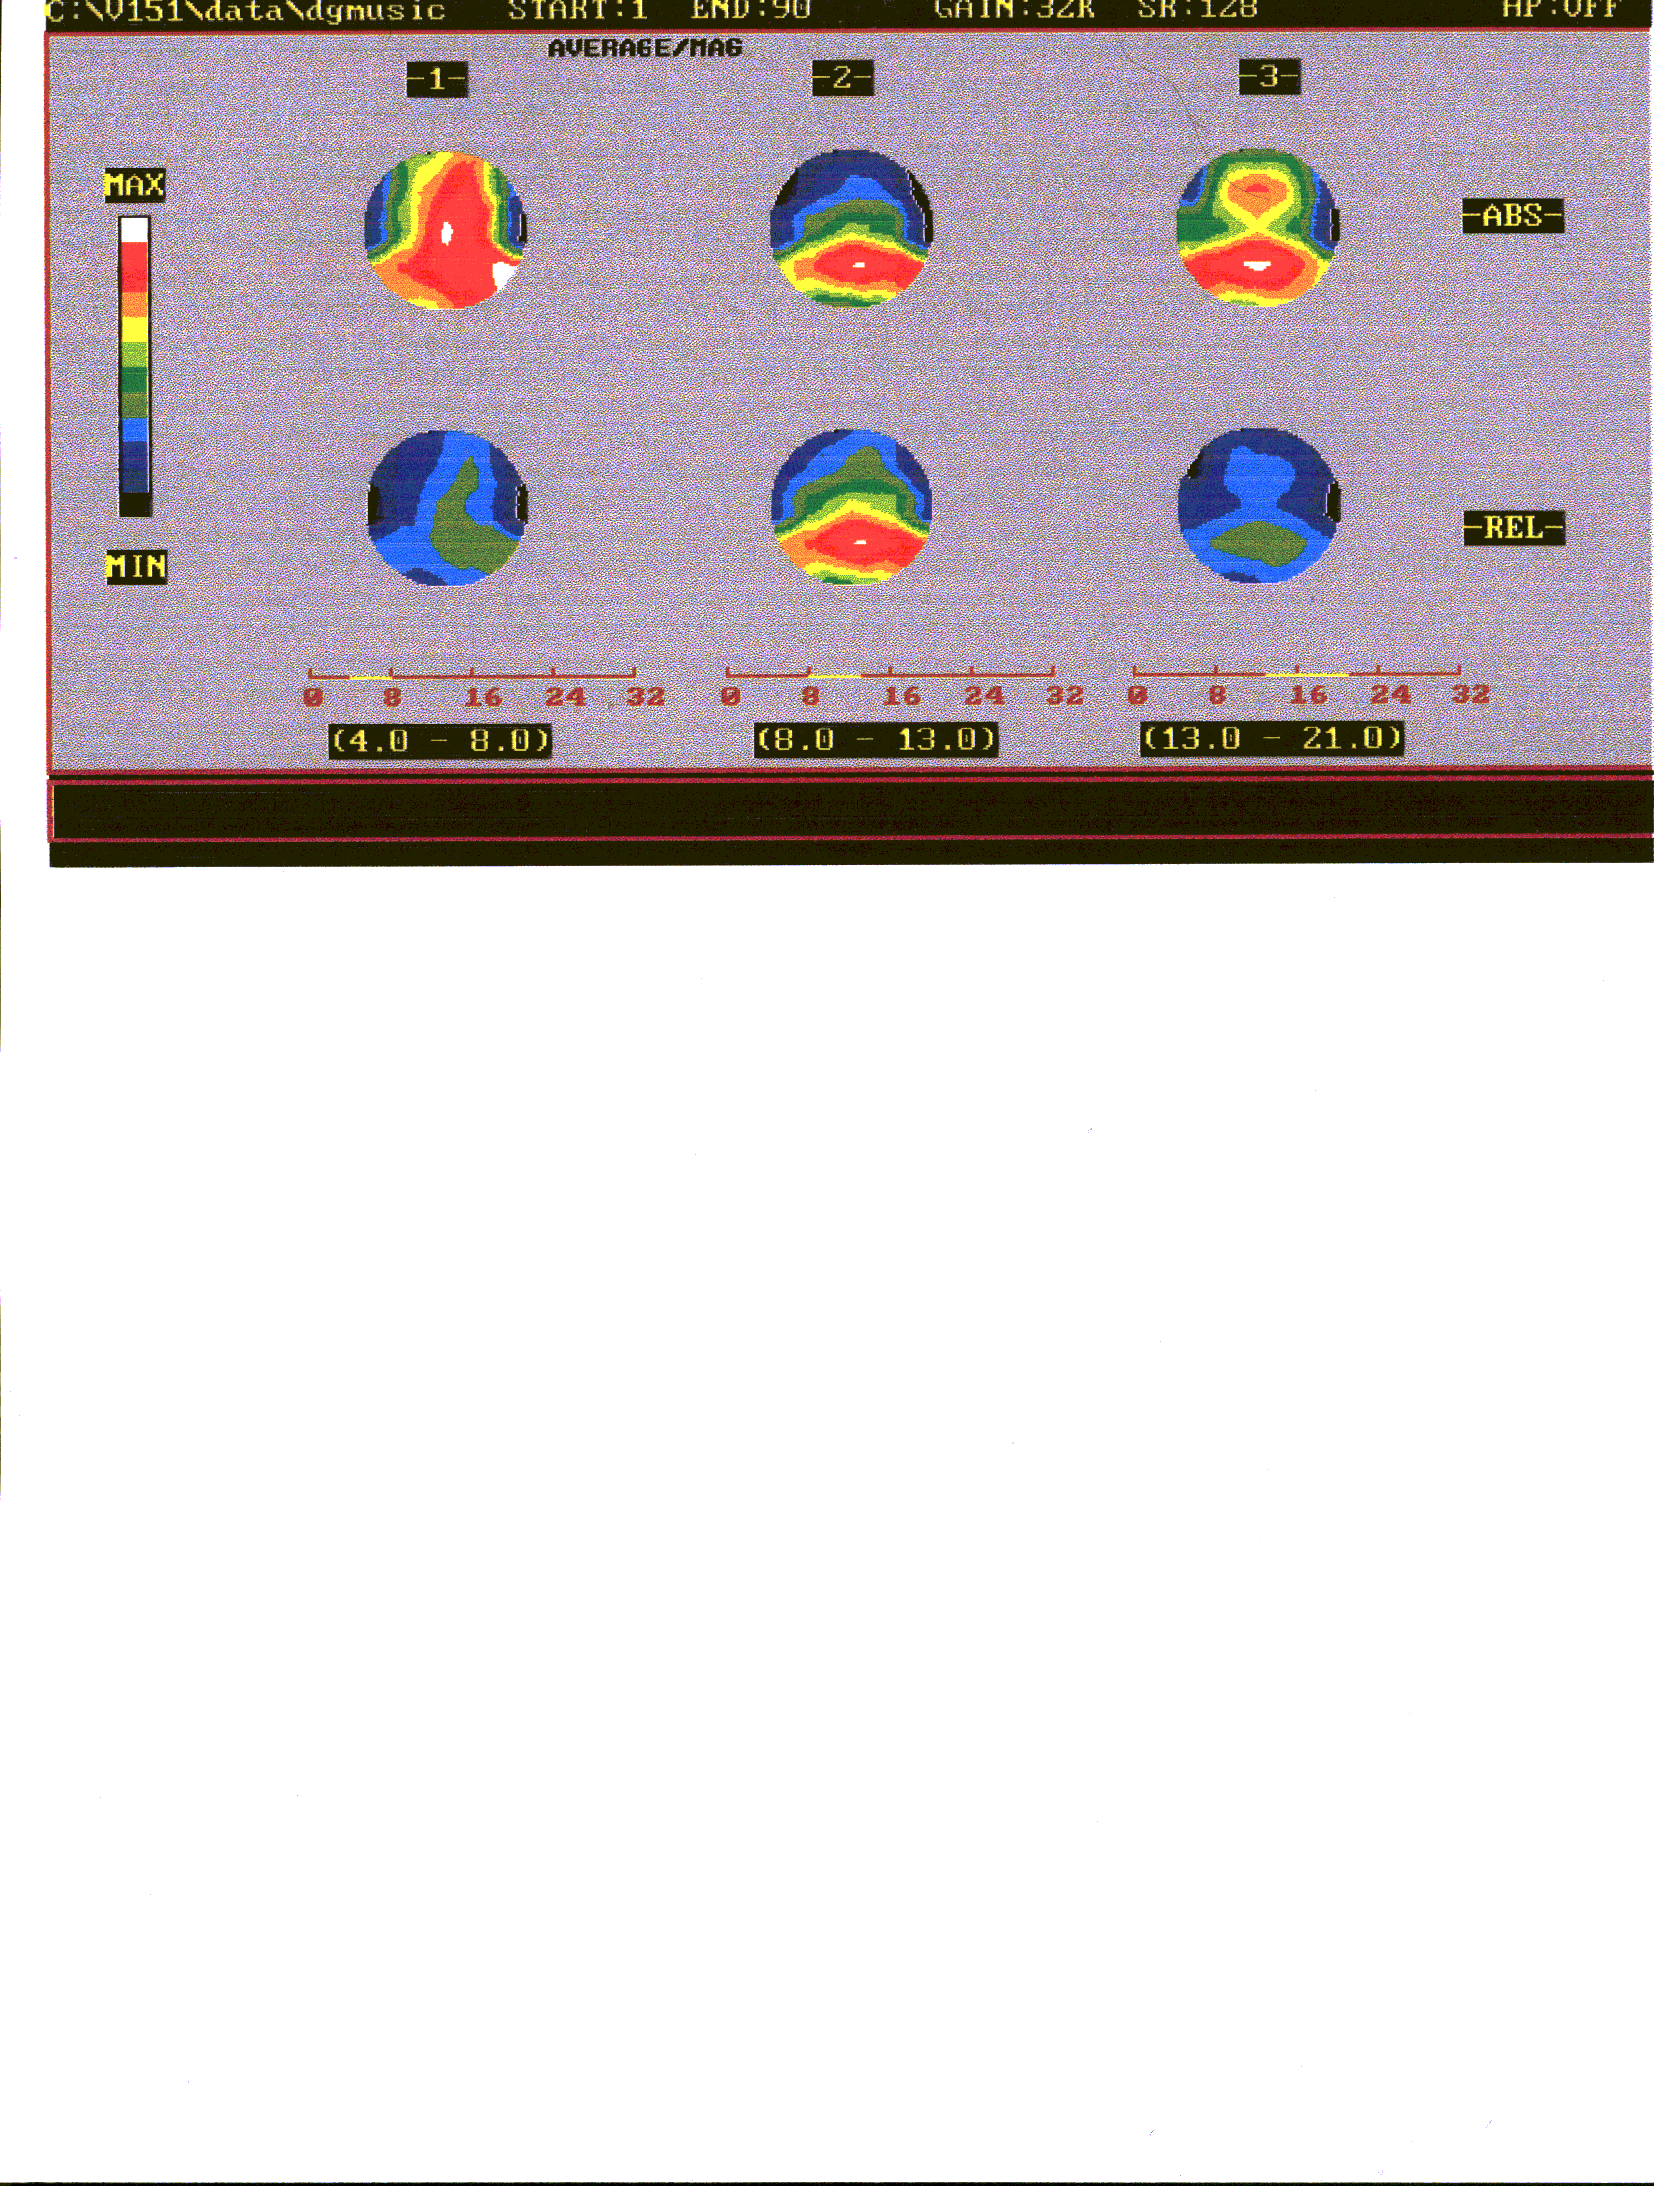 C:\V151\data\dgmusic START:1 END:90 GAIN:32K SR:128 AP:OFF
AVERAGE/MAG
-1- -2- -3-
MAX
-ABS-
-REL-
MIN
0 8 16 24 32 0 8 16 24 32 0 8 16 24 32
(4.0 - 8.0) (8.0 - 13.0) (13.0 - 21.0)